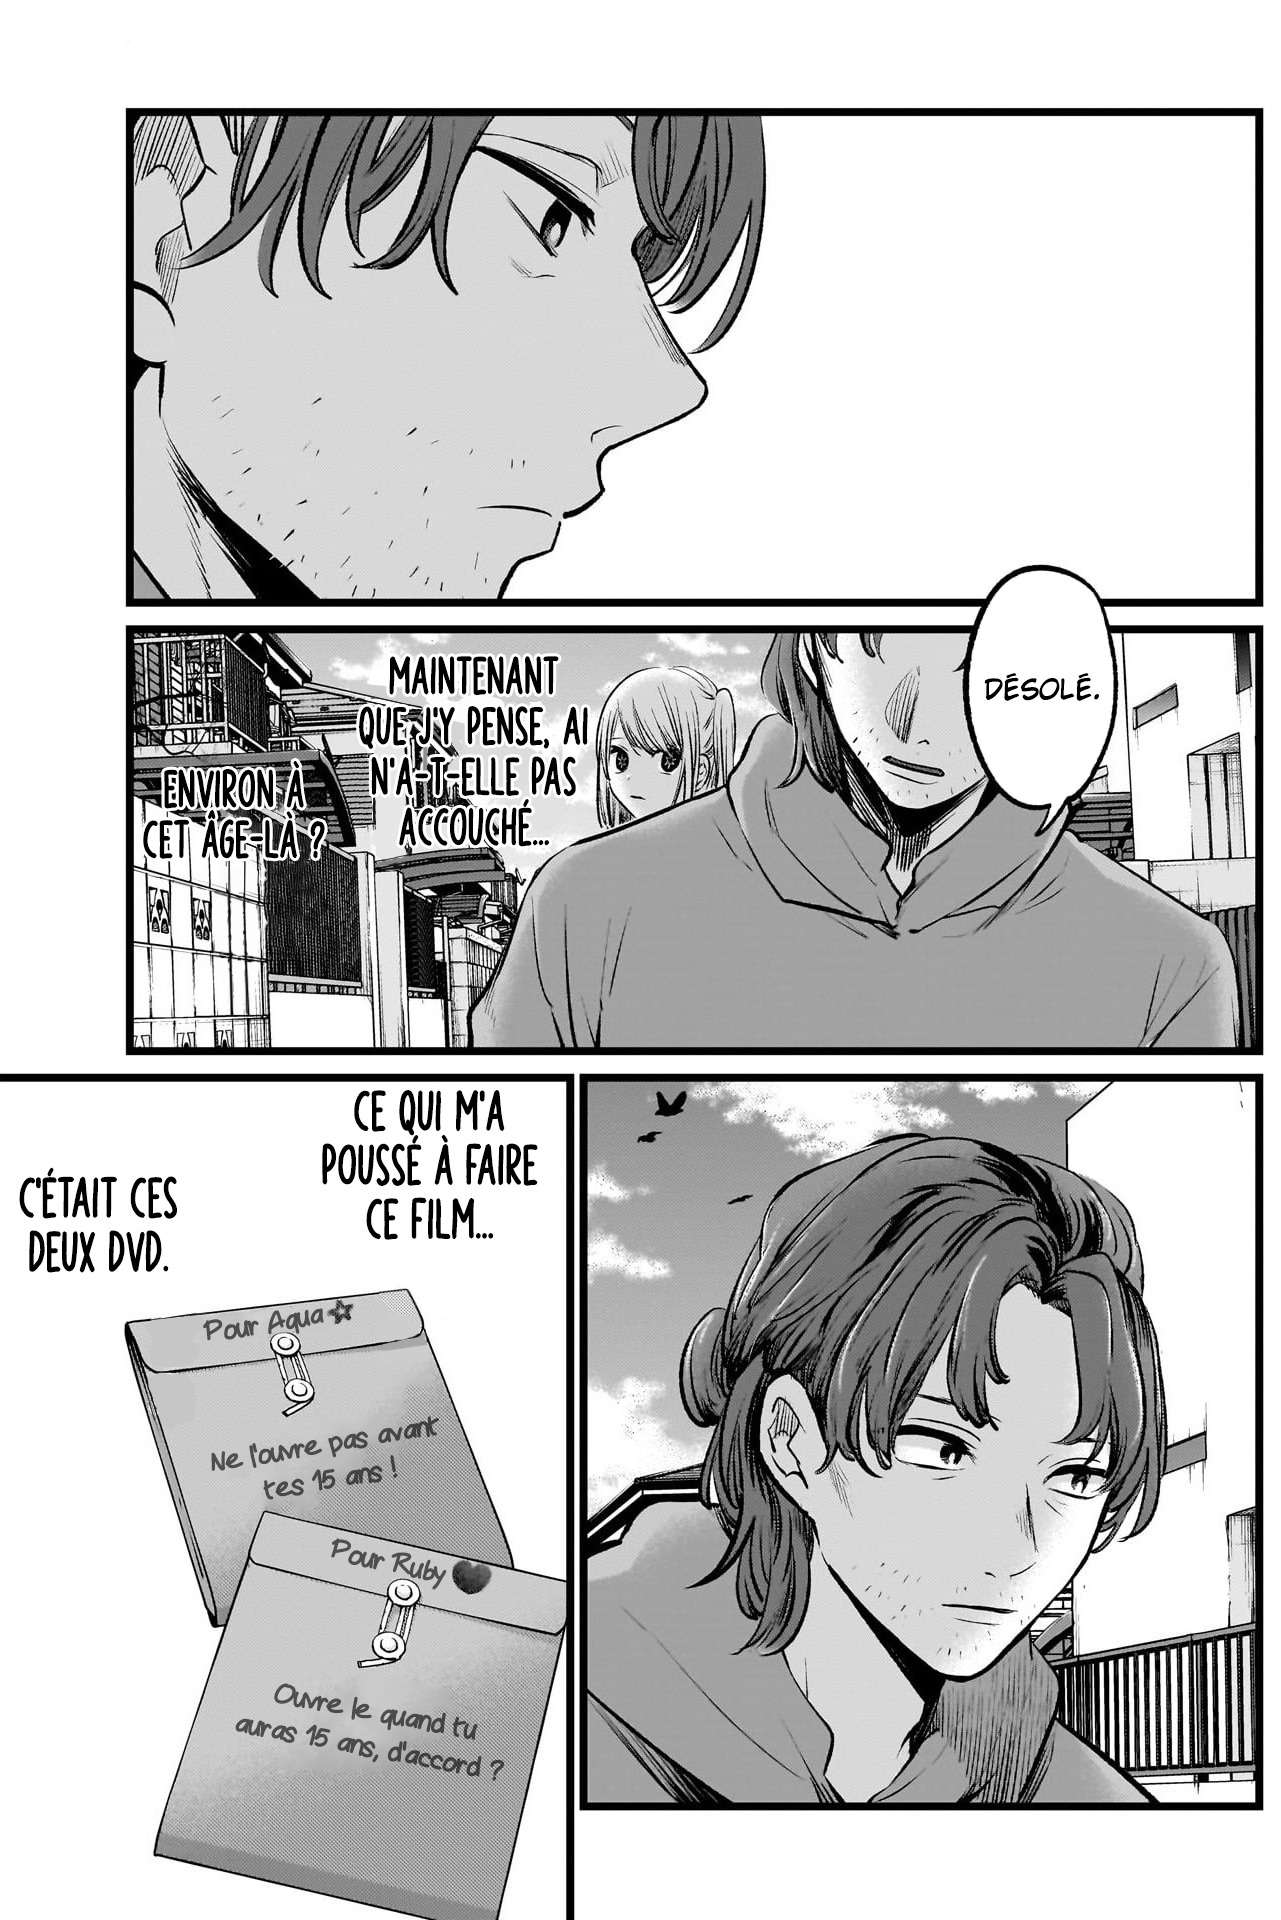 DÉSOLÉ.
MAINTENANT
QUE J'Y PENSE, AI
N'A-T-ELLE PAS
ACCOUCHÉ...
ENVIRON À
CET ÂGE-LÀ ?
CE QUI M'A
POUSSÉ À FAIRE
CE FILM...
C'ÉTAIT CES
DEUX DVD.
Pour Aqua☆
Ne l'ouvre pas avant
tes 15 ans !
Pour Ruby ♥
Ouvre le quand tu
auras 15 ans, d'accord ?